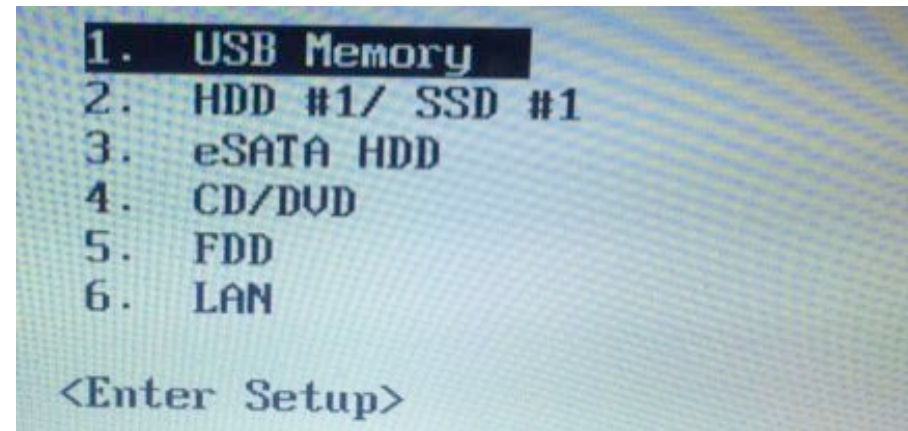 1. USB Memory
2. HDD #1/ SSD #1
3. eSATA HDD
4. CD/DVD
5. FDD
6. LAN
<Enter Setup>